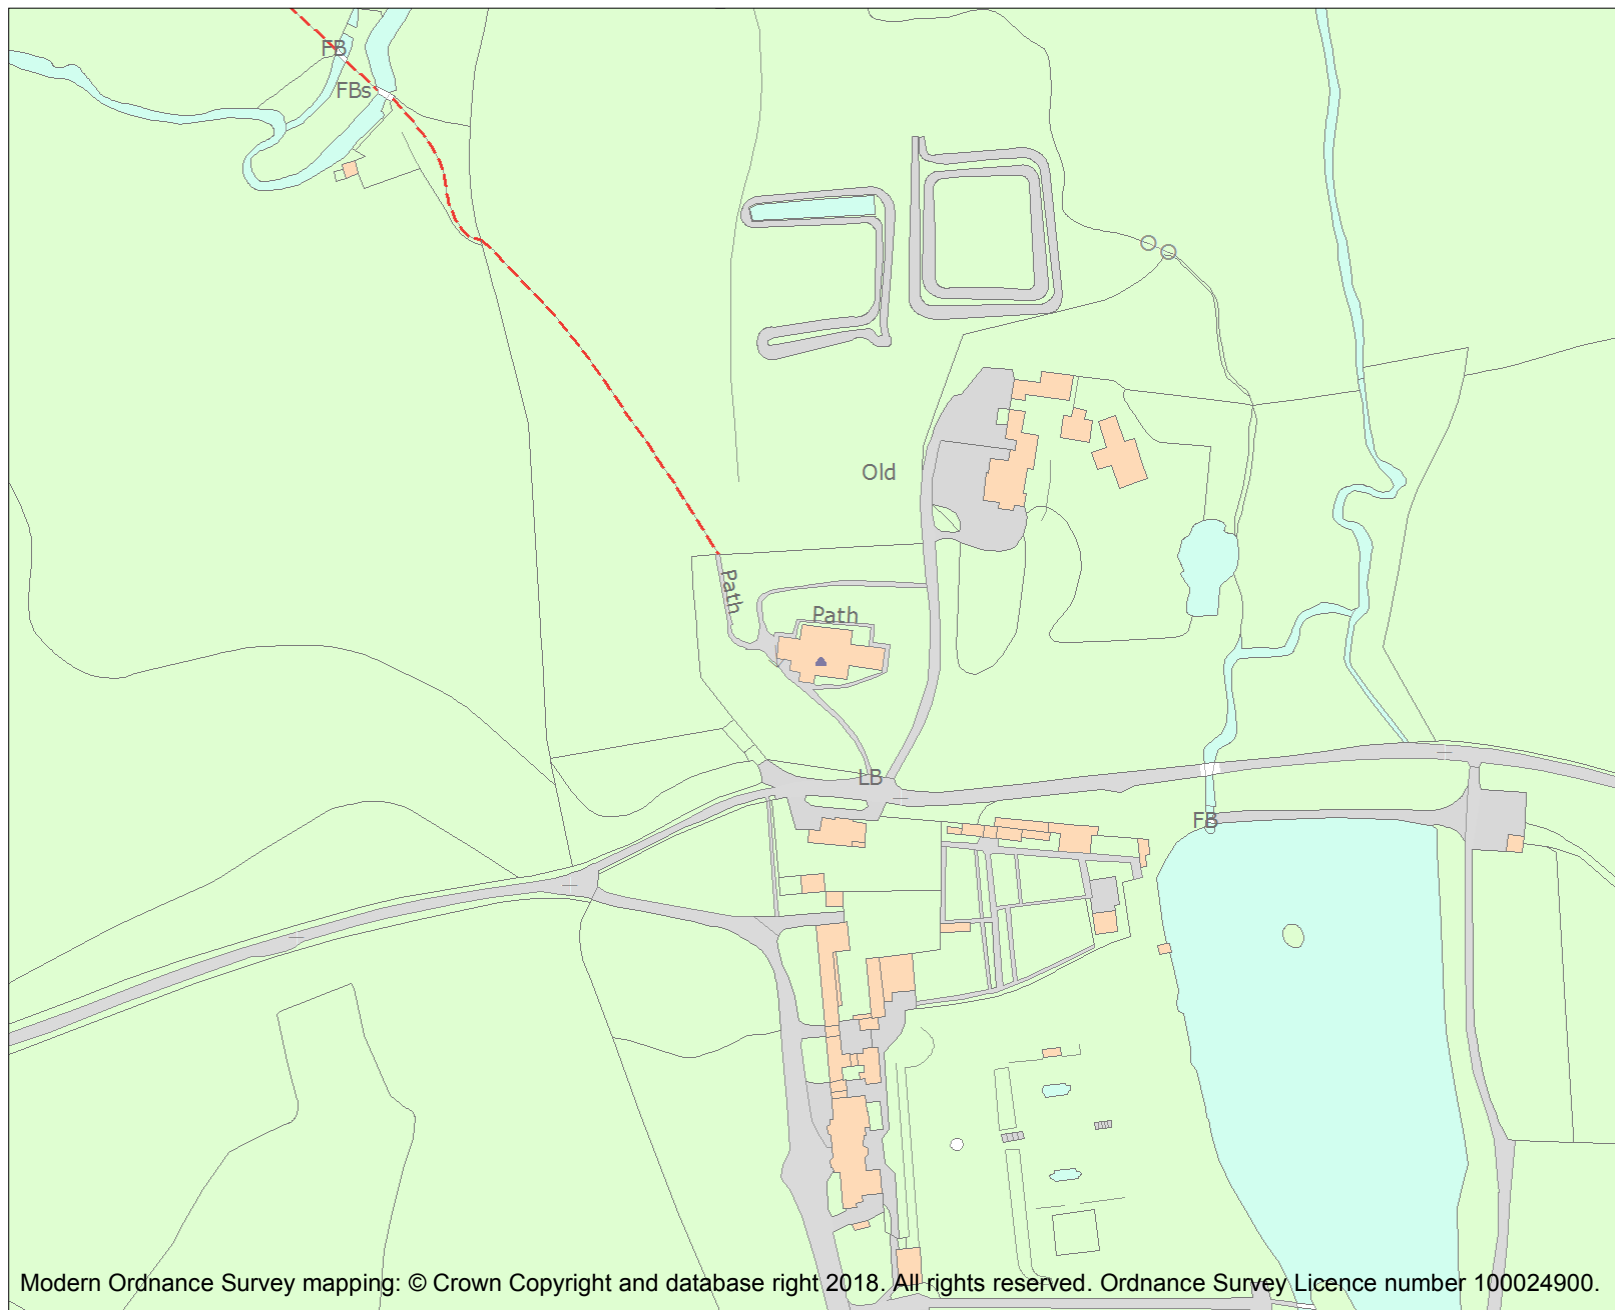 FB
FBs
Old
Path
Path
LB
FB
Modern Ordnance Survey mapping: © Crown Copyright and database right 2018. All rights reserved. Ordnance Survey Licence number 100024900.